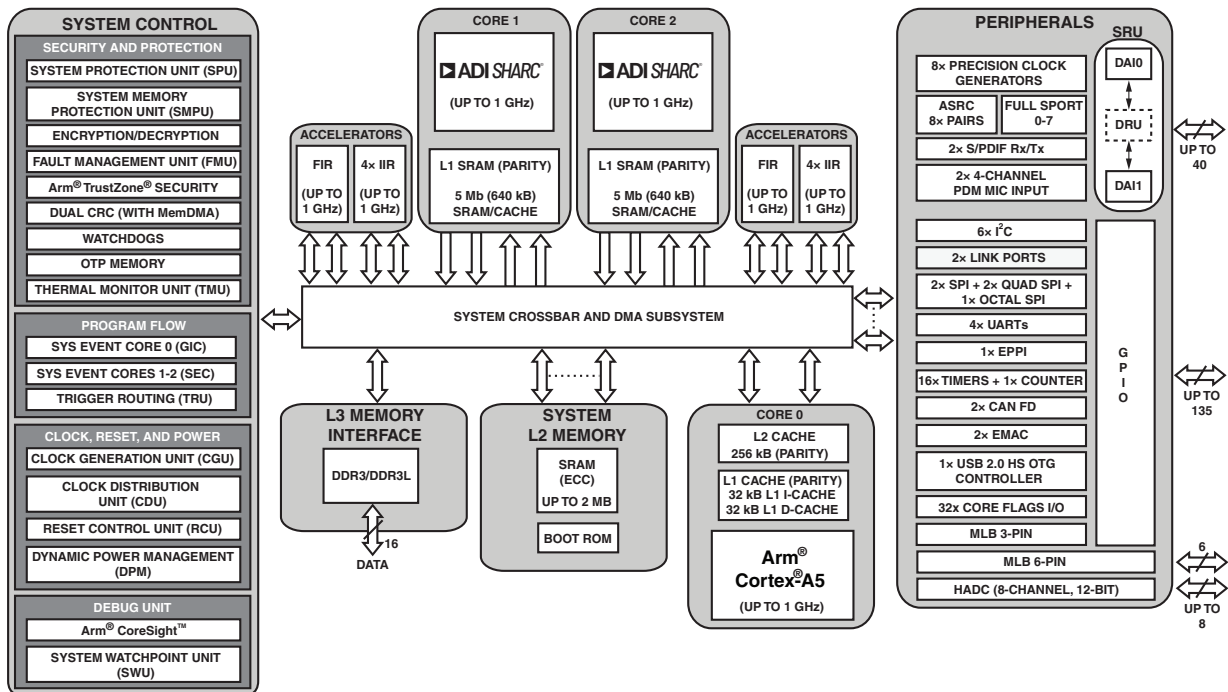 SYSTEM CONTROL
SECURITY AND PROTECTION
SYSTEM PROTECTION UNIT (SPU)
SYSTEM MEMORY
PROTECTION UNIT (SMPU)
ENCRYPTION/DECRYPTION
FAULT MANAGEMENT UNIT (FMU)
Arm® TrustZone® SECURITY
DUAL CRC (WITH MemDMA)
WATCHDOGS
OTP MEMORY
THERMAL MONITOR UNIT (TMU)
PROGRAM FLOW
SYS EVENT CORE 0 (GIC)
SYS EVENT CORES 1-2 (SEC)
TRIGGER ROUTING (TRU)
CLOCK, RESET, AND POWER
CLOCK GENERATION UNIT (CGU)
CLOCK DISTRIBUTION
UNIT (CDU)
RESET CONTROL UNIT (RCU)
DYNAMIC POWER MANAGEMENT
(DPM)
DEBUG UNIT
Arm® CoreSight™
SYSTEM WATCHPOINT UNIT
(SWU)
ACCELERATORS
FIR
(UP TO
1 GHz)
4× IIR
(UP TO
1 GHz)
CORE 1
ADI SHARC®
(UP TO 1 GHz)
L1 SRAM (PARITY)
5 Mb (640 kB)
SRAM/CACHE
CORE 2
ADI SHARC®
(UP TO 1 GHz)
L1 SRAM (PARITY)
5 Mb (640 kB)
SRAM/CACHE
ACCELERATORS
FIR
(UP TO
1 GHz)
4× IIR
(UP TO
1 GHz)
SYSTEM CROSSBAR AND DMA SUBSYSTEM
L3 MEMORY
INTERFACE
DDR3/DDR3L
16
DATA
SYSTEM
L2 MEMORY
SRAM
(ECC)
UP TO 2 MB
BOOT ROM
CORE 0
L2 CACHE
256 kB (PARITY)
L1 CACHE (PARITY)
32 kB L1 I-CACHE
32 kB L1 D-CACHE
Arm®
Cortex®-A5
(UP TO 1 GHz)
PERIPHERALS
SRU
8× PRECISION CLOCK
GENERATORS
ASRC
8× PAIRS
FULL SPORT
0-7
2× S/PDIF Rx/Tx
2× 4-CHANNEL
PDM MIC INPUT
DAI0
DRU
DAI1
UP TO
40
6× I²C
2× LINK PORTS
2× SPI + 2× QUAD SPI +
1× OCTAL SPI
4× UARTs
1× EPPI
16× TIMERS + 1× COUNTER
2× CAN FD
2× EMAC
1× USB 2.0 HS OTG
CONTROLLER
32x CORE FLAGS I/O
MLB 3-PIN
G
P
I
O
UP TO
135
MLB 6-PIN
6
HADC (8-CHANNEL, 12-BIT)
UP TO
8